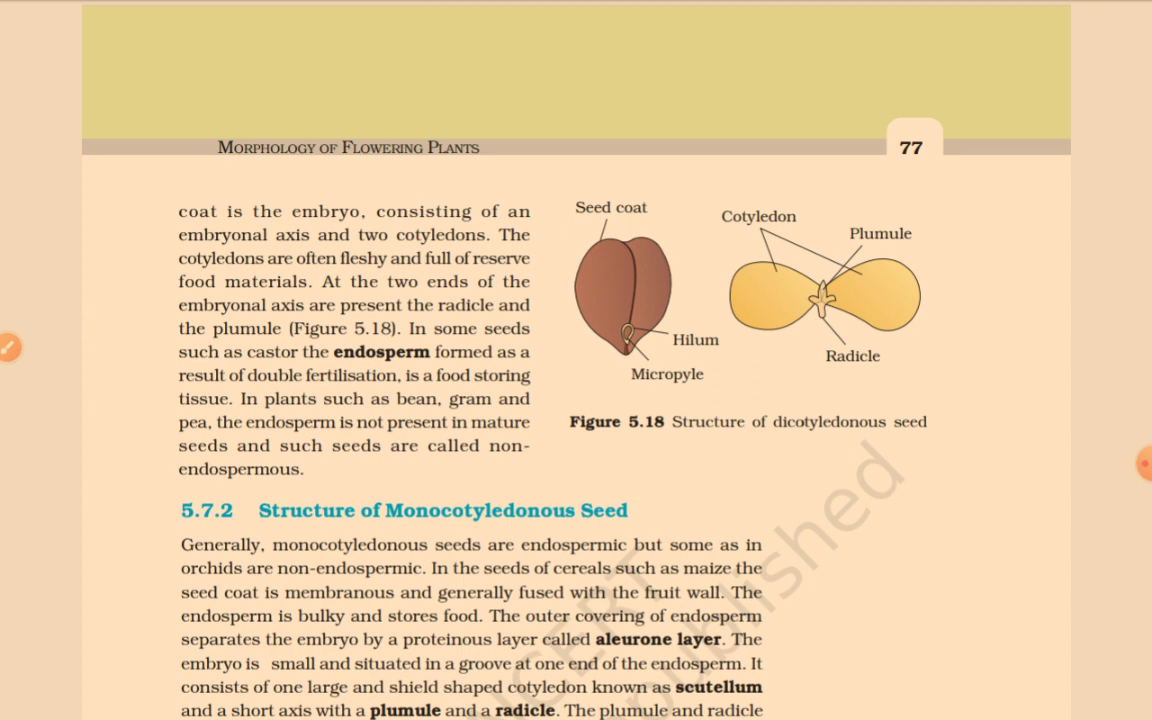 MORPHOLOGY OF FLOWERING PLANTS
77
coat is the embryo, consisting of an
embryonal axis and two cotyledons. The
cotyledons are often fleshy and full of reserve
food materials. At the two ends of the
embryonal axis are present the radicle and
the plumule (Figure 5.18). In some seeds
such as castor the endosperm formed as a
result of double fertilisation, is a food storing
tissue. In plants such as bean, gram and
pea, the endosperm is not present in mature
seeds and such seeds are called non-
endospermous.
Seed coat
Hilum
Micropyle
Cotyledon
Plumule
Radicle
Figure 5.18 Structure of dicotyledonous seed
5.7.2 Structure of Monocotyledonous Seed
Generally, monocotyledonous seeds are endospermic but some as in
orchids are non-endospermic. In the seeds of cereals such as maize the
seed coat is membranous and generally fused with the fruit wall. The
endosperm is bulky and stores food. The outer covering of endosperm
separates the embryo by a proteinous layer called aleurone layer. The
embryo is small and situated in a groove at one end of the endosperm. It
consists of one large and shield shaped cotyledon known as scutellum
and a short axis with a plumule and a radicle. The plumule and radicle
NCERT
published